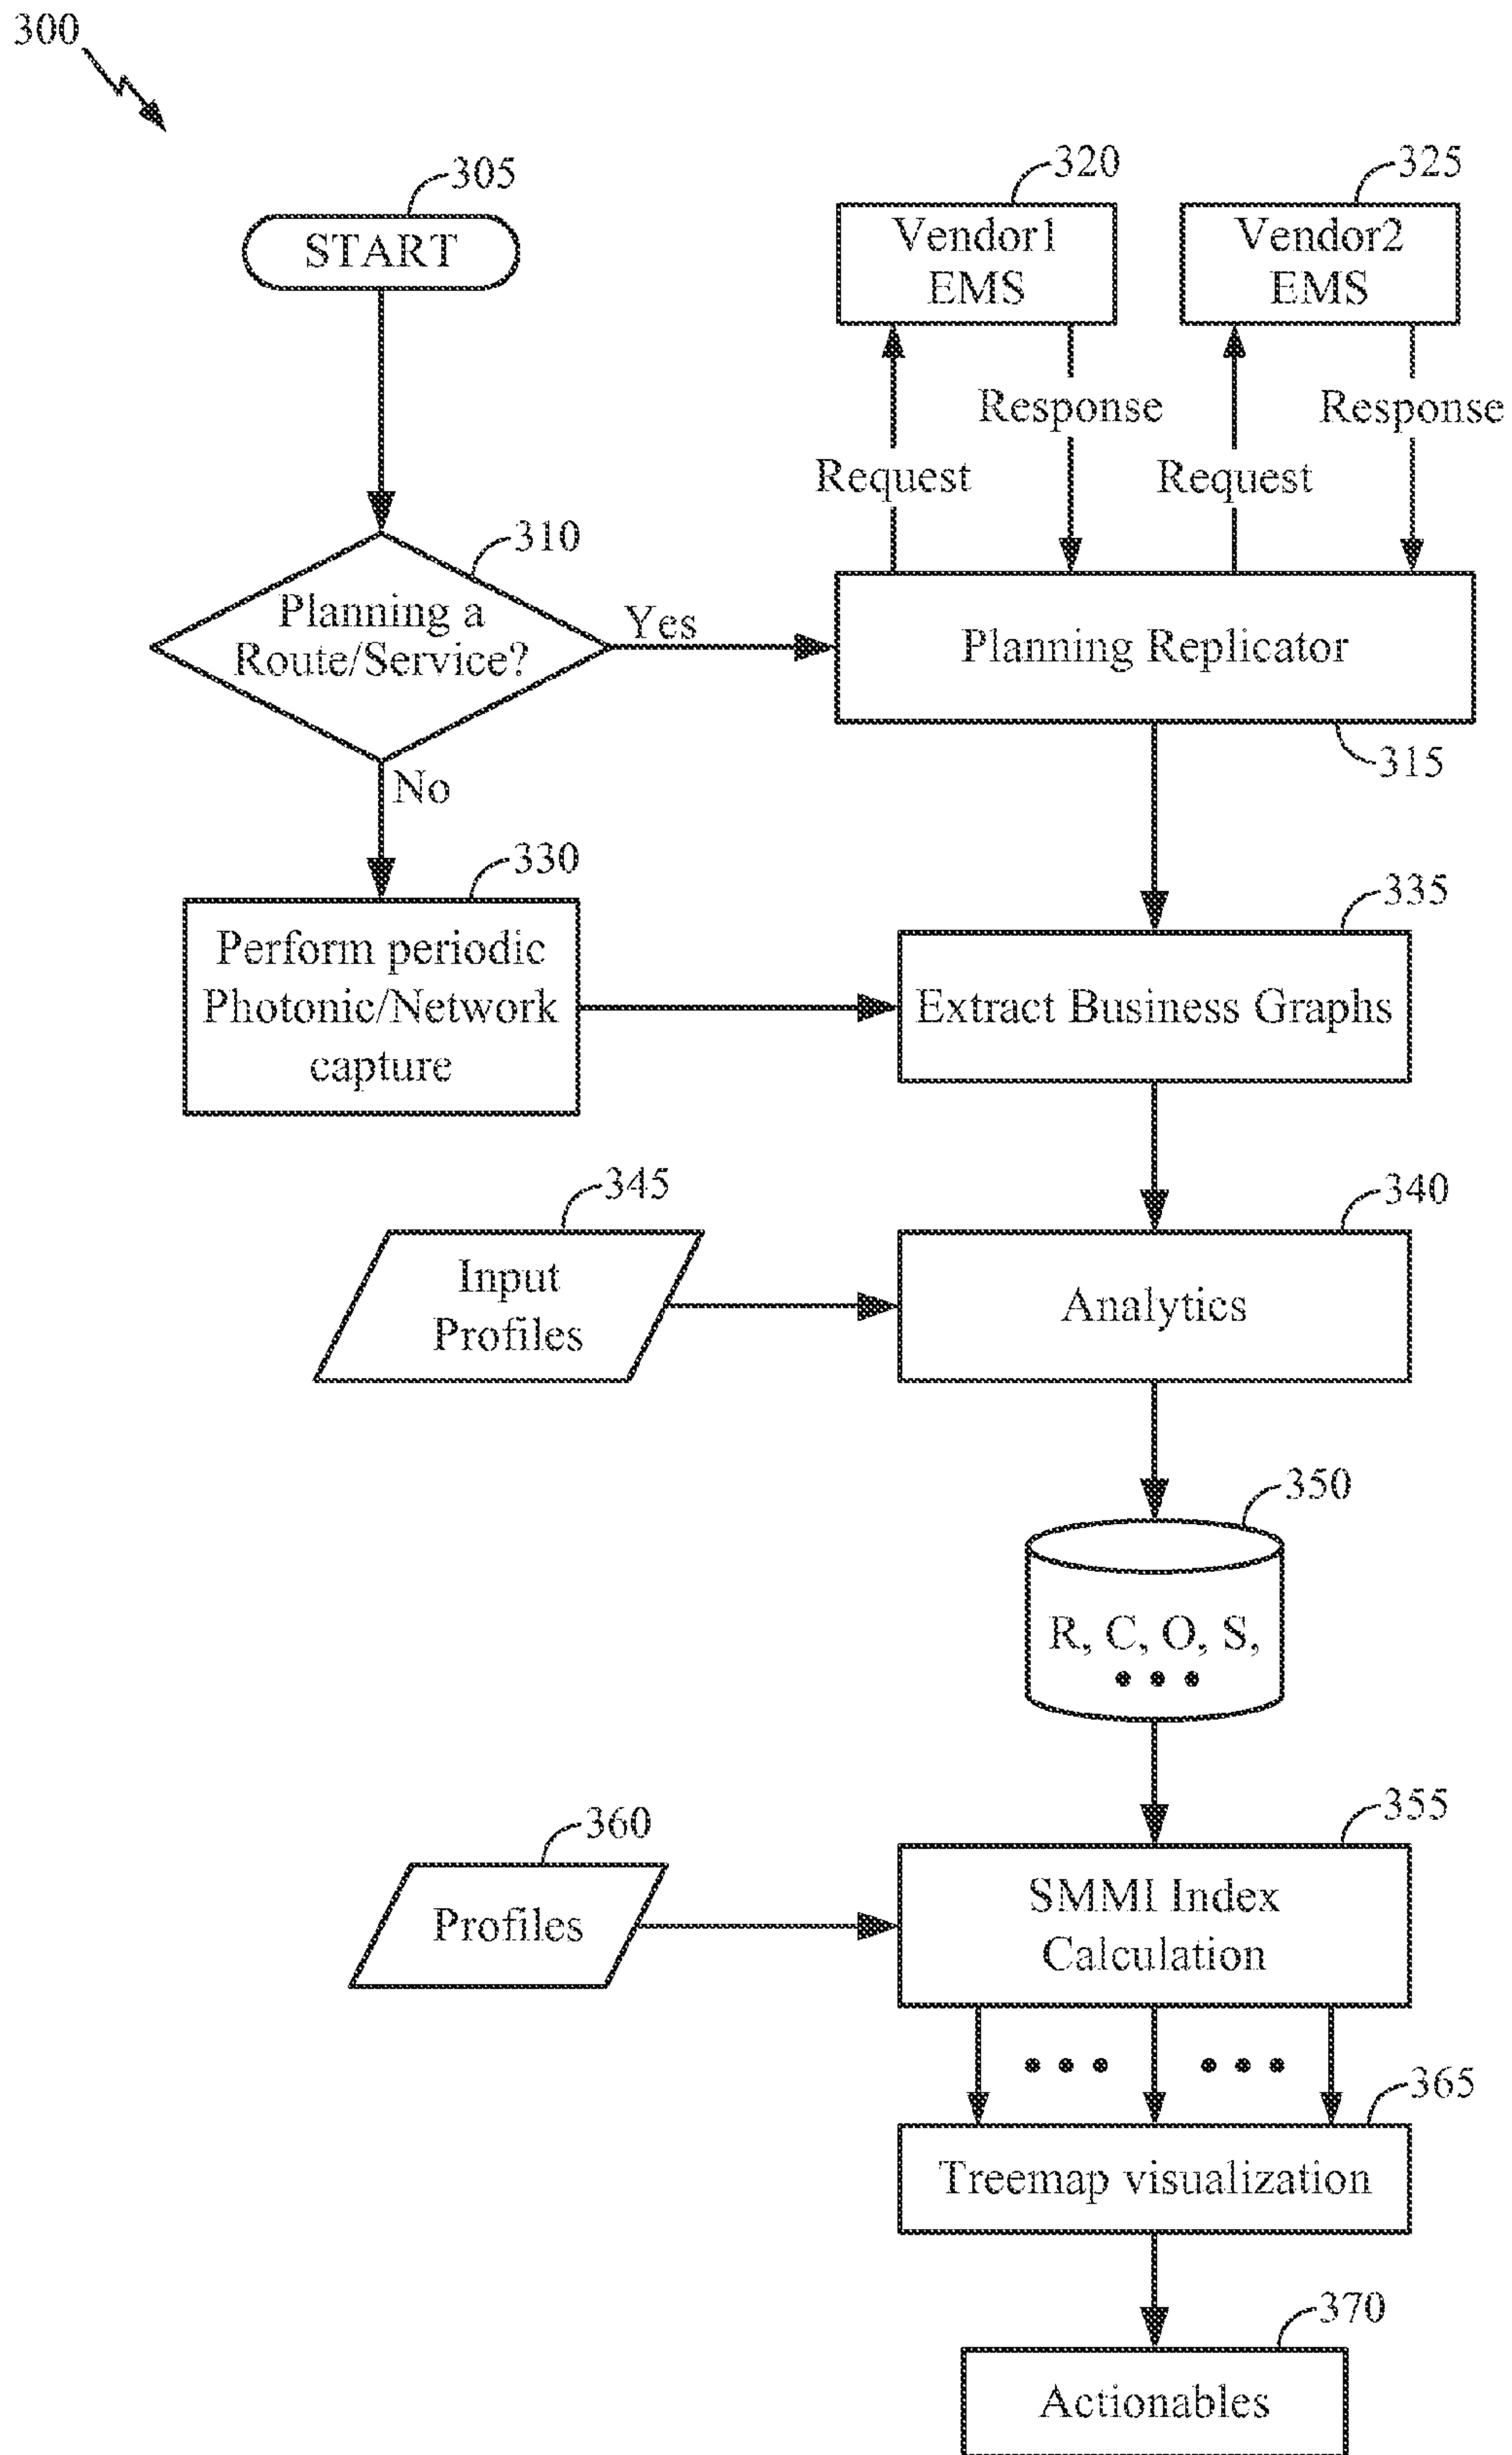 300
305
START
320
Vendor1
EMS
325
Vendor2
EMS
Response
Response
Request
Request
310
Planning a
Route/Service?
Yes
Planning Replicator
315
No
330
Perform periodic
Photonic/Network
capture
335
Extract Business Graphs
345
Input
Profiles
340
Analytics
350
R, C, O, S,
• • •
360
Profiles
355
SMMI Index
Calculation
• • •
• • •
365
Treemap visualization
370
Actionables